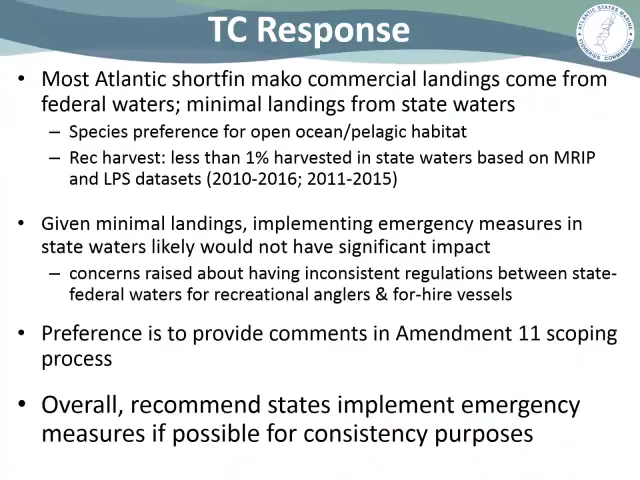 TC Response
ATLANTIC STATES MARINE
FISHERIES COMMISSION
• Most Atlantic shortfin mako commercial landings come from
federal waters; minimal landings from state waters
– Species preference for open ocean/pelagic habitat
– Rec harvest: less than 1% harvested in state waters based on MRIP
and LPS datasets (2010-2016; 2011-2015)
• Given minimal landings, implementing emergency measures in
state waters likely would not have significant impact
– concerns raised about having inconsistent regulations between state-
federal waters for recreational anglers & for-hire vessels
• Preference is to provide comments in Amendment 11 scoping
process
• Overall, recommend states implement emergency
measures if possible for consistency purposes